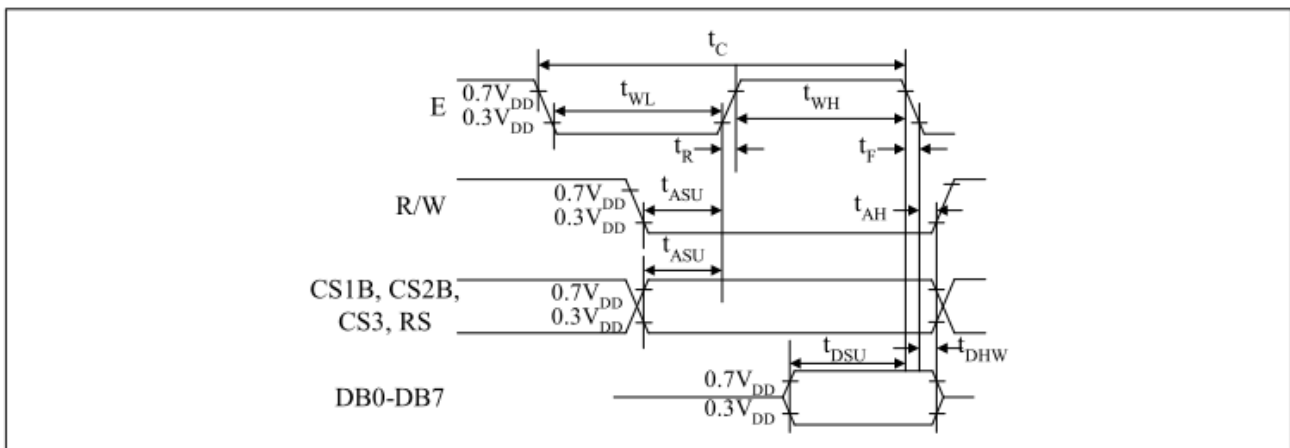 t_C
E
0.7V_DD
0.3V_DD
t_WL
t_WH
t_R
t_F
R/W
0.7V_DD
0.3V_DD
t_ASU
t_AH
t_ASU
CS1B, CS2B,
CS3, RS
0.7V_DD
0.3V_DD
t_DSU
t_DHW
DB0-DB7
0.7V_DD
0.3V_DD